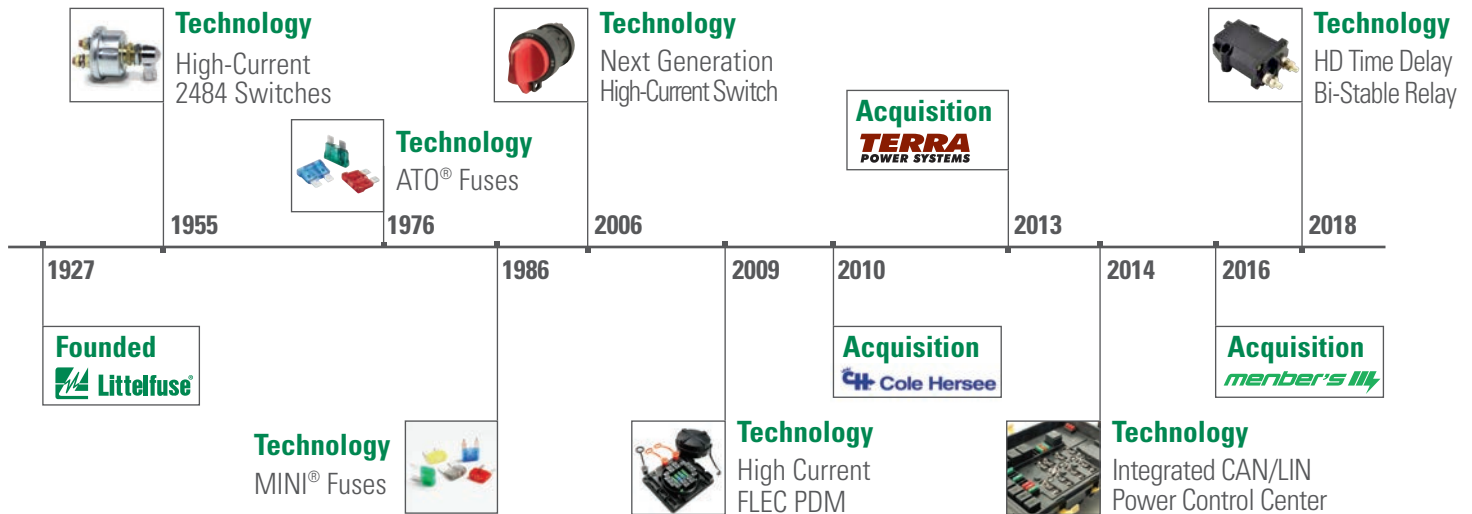 Technology
High-Current
2484 Switches
Technology
ATO® Fuses
Technology
Next Generation
High-Current Switch
Acquisition
TERRA
POWER SYSTEMS
Technology
HD Time Delay
Bi-Stable Relay
1955
1976
2006
2013
2018
1927
1986
2009
2010
2014
2016
Founded
Littelfuse®
Technology
MINI® Fuses
Acquisition
CH Cole Hersee
Technology
High Current
FLEC PDM
Acquisition
menber's
Technology
Integrated CAN/LIN
Power Control Center